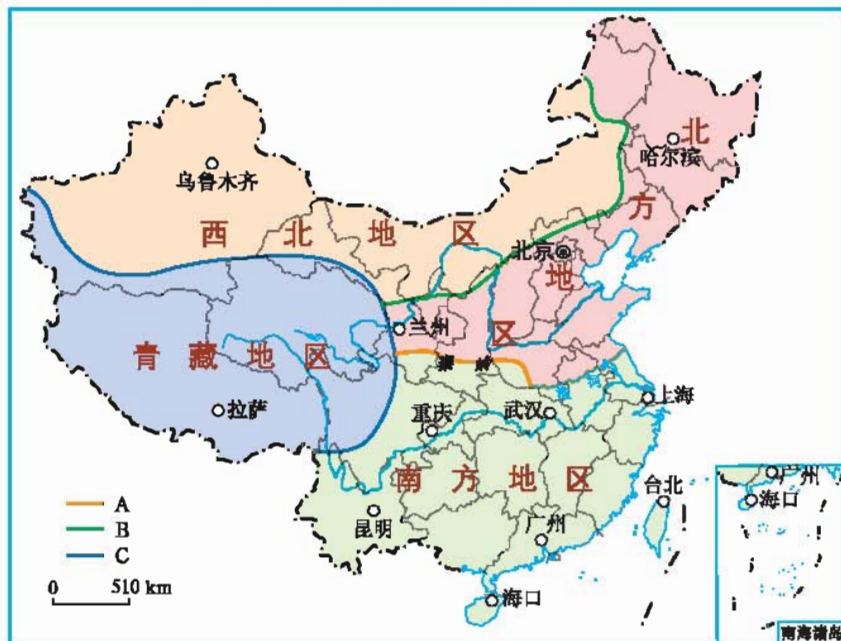 北方地区
哈尔滨
乌鲁木齐
西北地区
北京
兰州
青藏地区
拉萨
秦岭
上海
重庆
武汉
南方地区
台北
昆明
广州
海口
A
B
C
0 510 km
广州
海口
南海诸岛